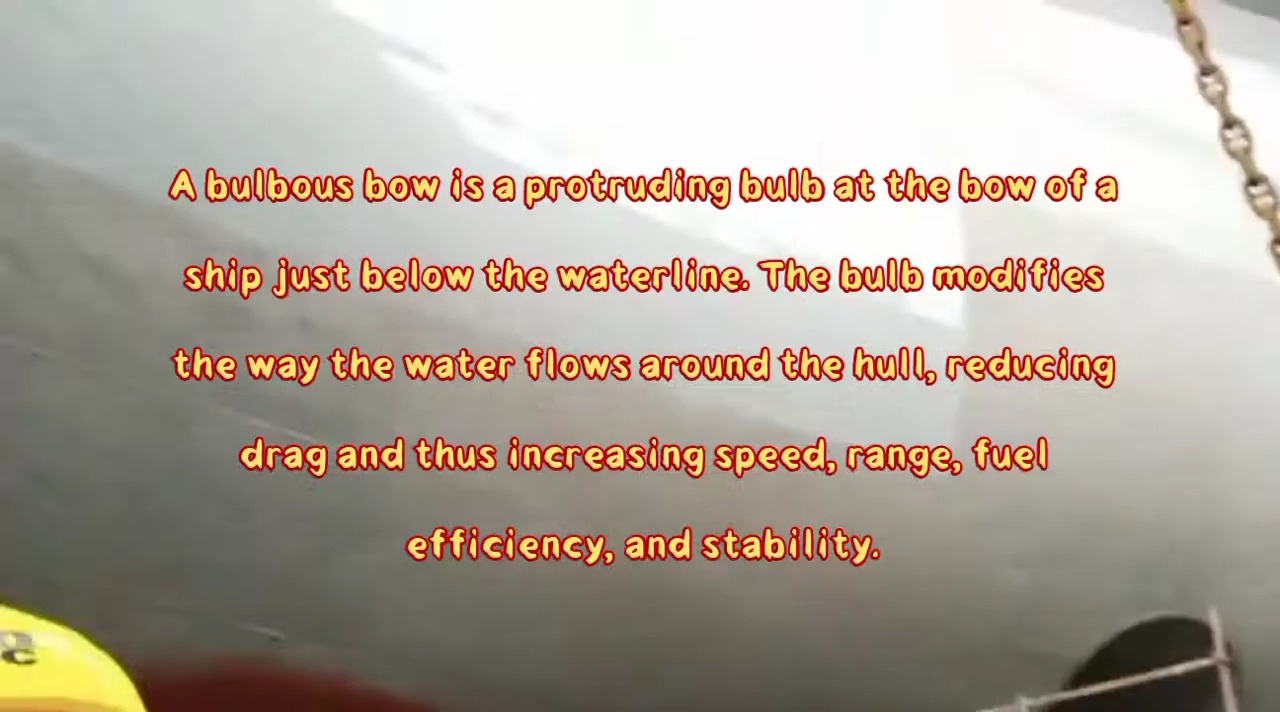 A bulbous bow is a protruding bulb at the bow of a
ship just below the waterline. The bulb modifies
the way the water flows around the hull, reducing
drag and thus increasing speed, range, fuel
efficiency, and stability.